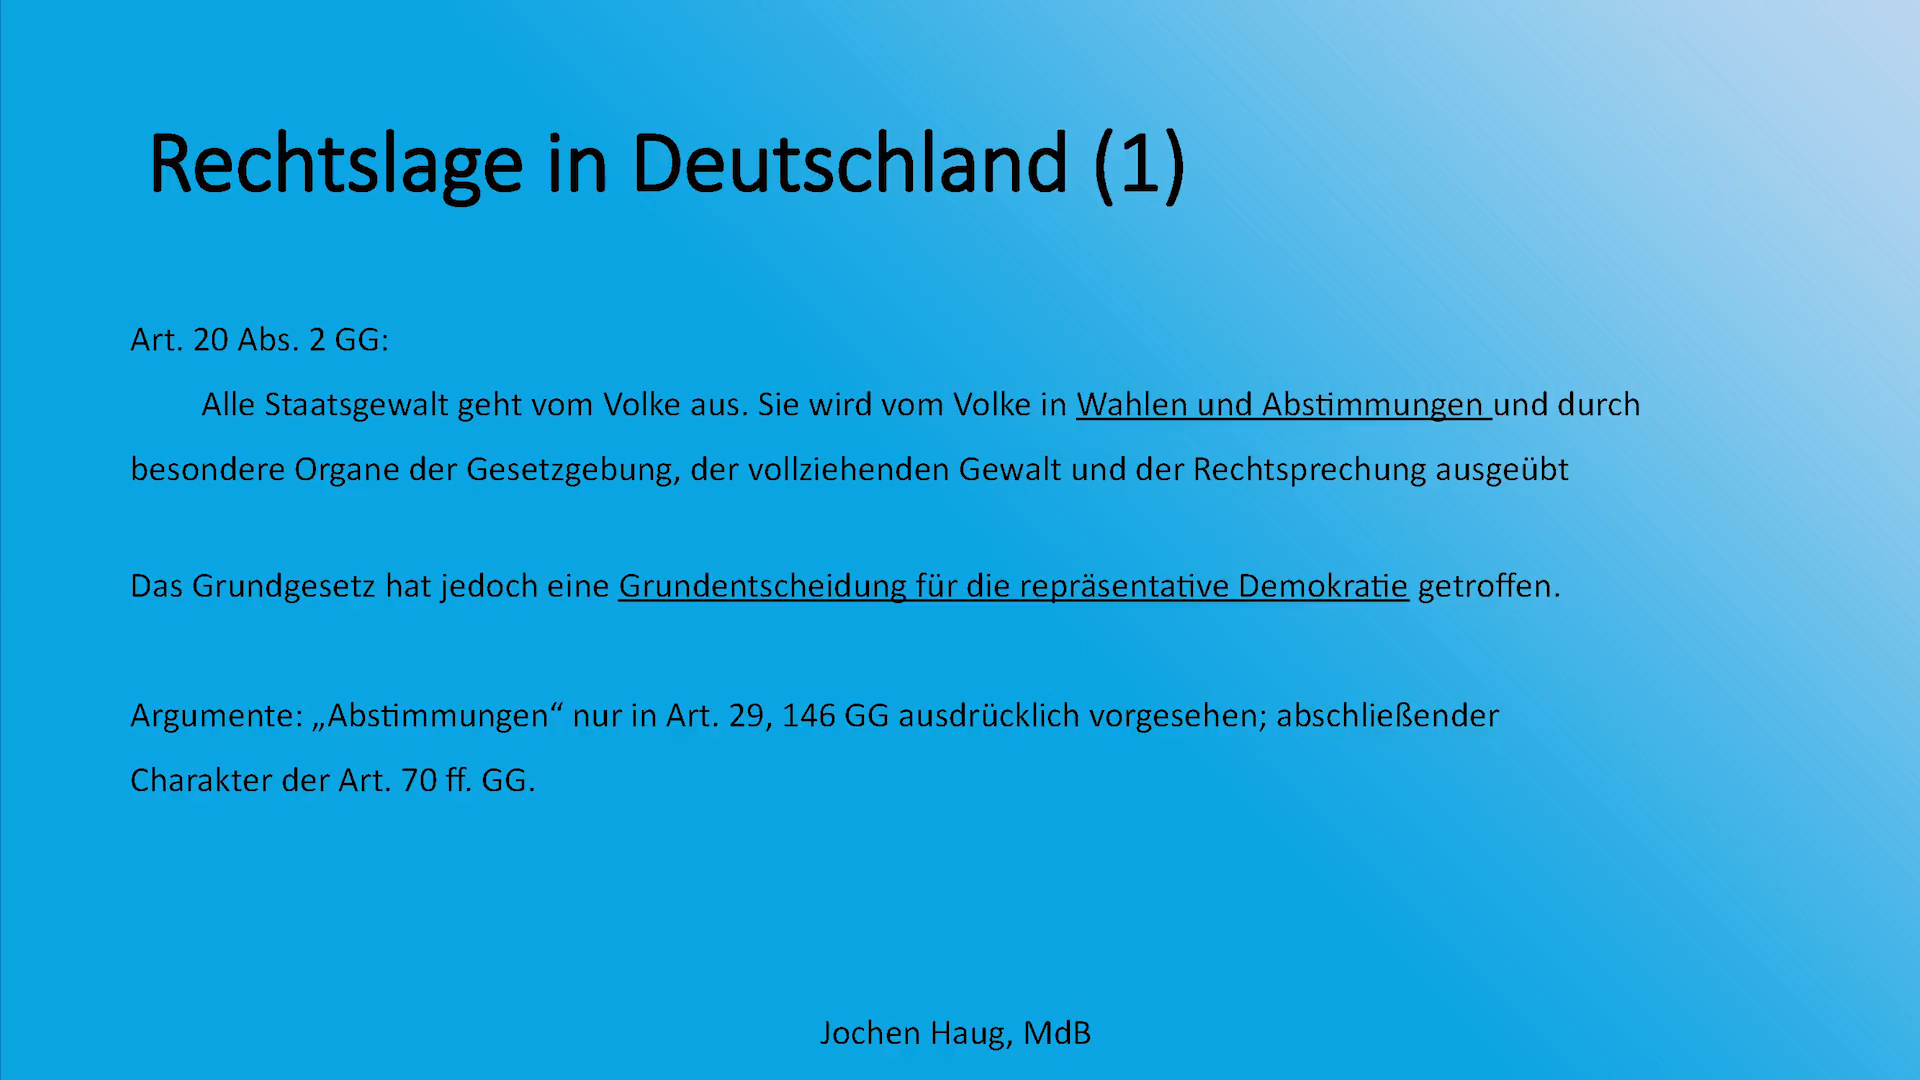 Rechtslage in Deutschland (1)
Art. 20 Abs. 2 GG:
Alle Staatsgewalt geht vom Volke aus. Sie wird vom Volke in Wahlen und Abstimmungen und durch
besondere Organe der Gesetzgebung, der vollziehenden Gewalt und der Rechtsprechung ausgeübt
Das Grundgesetz hat jedoch eine Grundentscheidung für die repräsentative Demokratie getroffen.
Argumente: „Abstimmungen“ nur in Art. 29, 146 GG ausdrücklich vorgesehen; abschließender
Charakter der Art. 70 ff. GG.
Jochen Haug, MdB